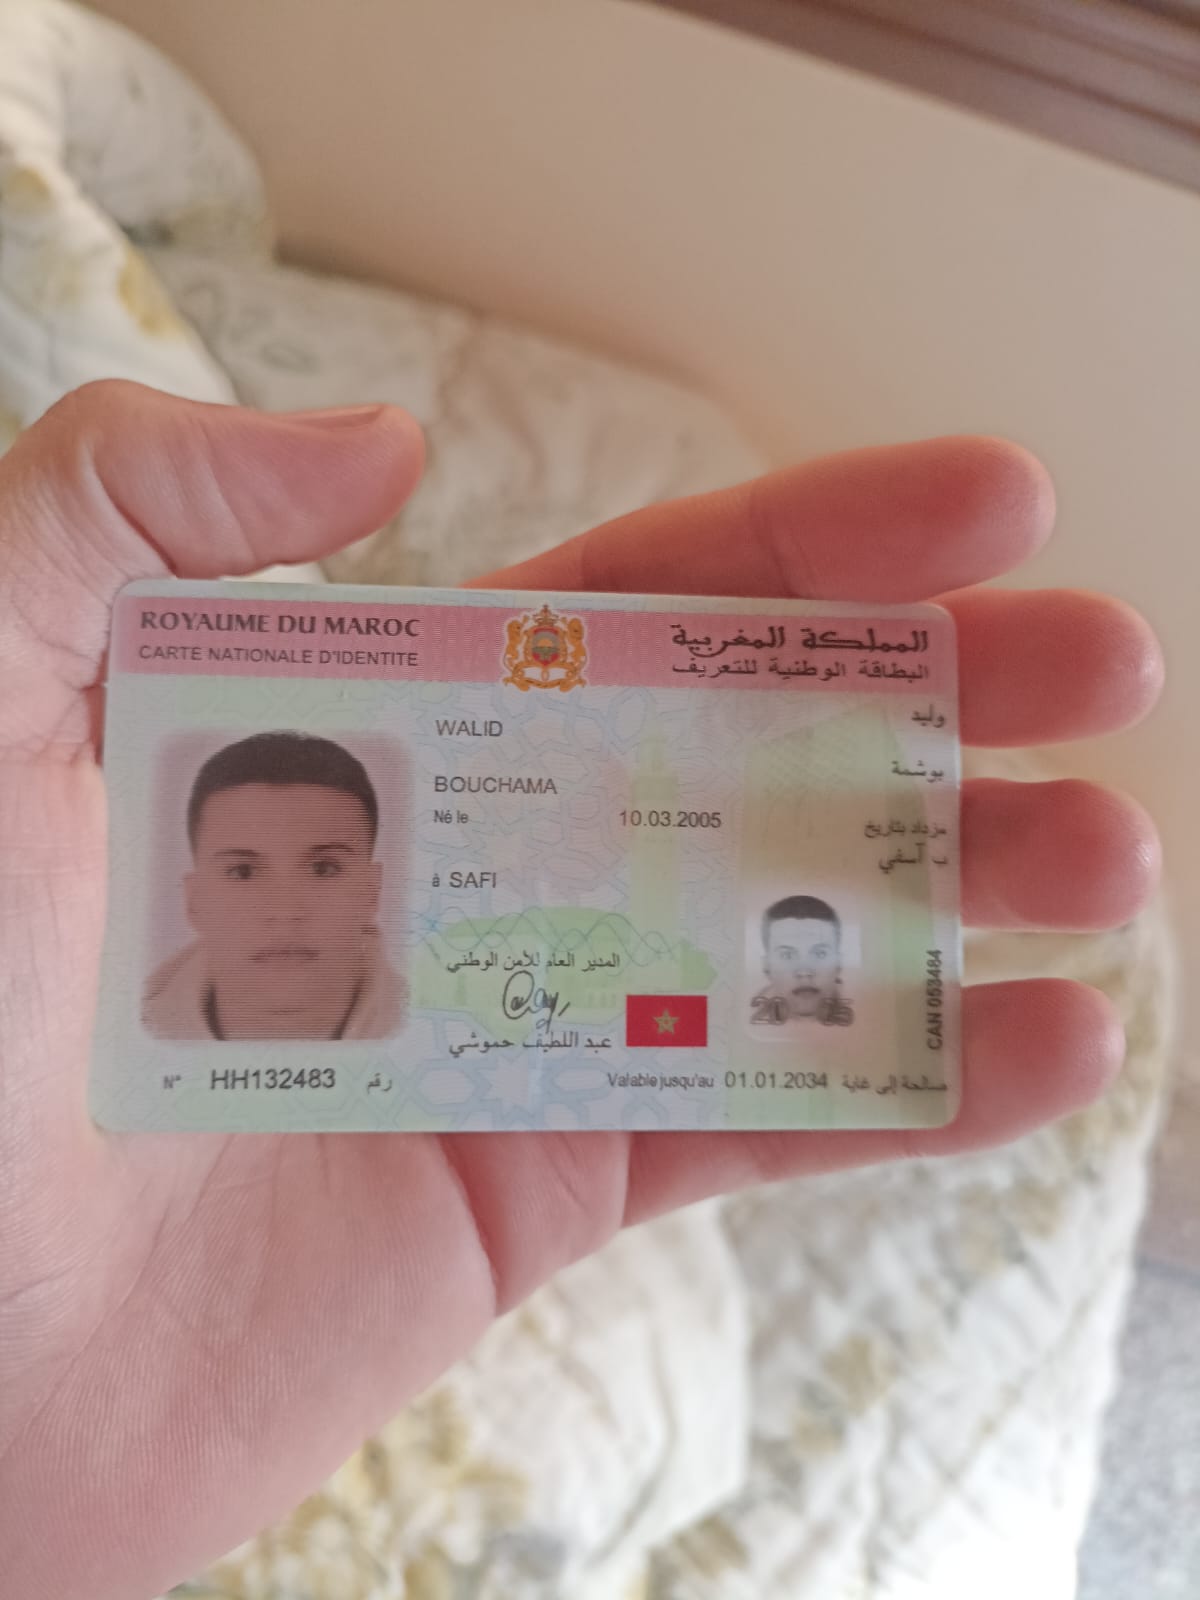 ROYAUME DU MAROC
المملكة المغربية
CARTE NATIONALE D'IDENTITE
البطاقة الوطنية للتعريف
WALID
وليد
BOUCHAMA
بوشمة
Né le 10.03.2005 مزداد بتاريخ
à SAFI
ب آسفي
المدير العام للأمن الوطني
عبد اللطيف حموشي
CAN 053484
N° HH132483 رقم
Valable jusqu'au 01.01.2034 صالحة إلى غاية